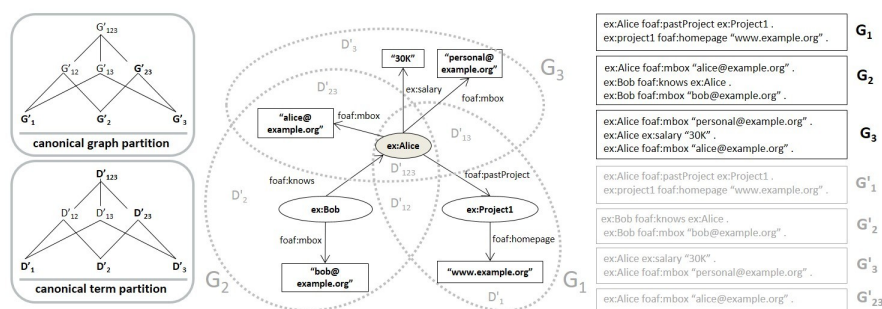 G'123
G'12 G'13 G'23
G'1 G'2 G'3
canonical graph partition
D'123
D'12 D'13 D'23
D'1 D'2 D'3
canonical term partition
D'3
G3
"30K"
"personal@
example.org"
D'23
ex:salary
foaf:mbox
"alice@
example.org"
foaf:mbox
D'13
ex:Alice
D'123
foaf:knows
foaf:pastProject
D'2
D'12
ex:Bob
ex:Project1
foaf:mbox
foaf:homepage
"bob@
example.org"
"www.example.org"
G2
G1
D'1
ex:Alice foaf:pastProject ex:Project1 .
ex:project1 foaf:homepage "www.example.org" .
G1
ex:Alice foaf:mbox "alice@example.org" .
ex:Bob foaf:knows ex:Alice .
ex:Bob foaf:mbox "bob@example.org" .
G2
ex:Alice foaf:mbox "personal@example.org" .
ex:Alice ex:salary "30K" .
ex:Alice foaf:mbox "alice@example.org" .
G3
ex:Alice foaf:pastProject ex:Project1 .
ex:project1 foaf:homepage "www.example.org" .
G'1
ex:Bob foaf:knows ex:Alice .
ex:Bob foaf:mbox "bob@example.org" .
G'2
ex:Alice ex:salary "30K" .
ex:Alice foaf:mbox "personal@example.org" .
G'3
ex:Alice foaf:mbox "alice@example.org" .
G'23